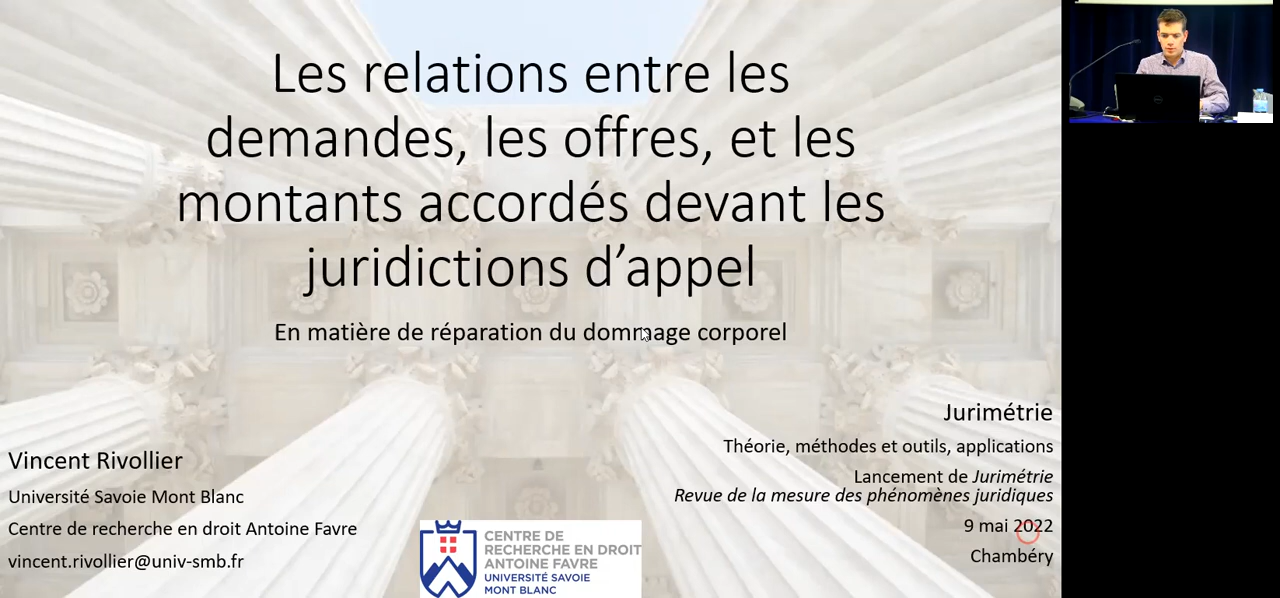 Les relations entre les
demandes, les offres, et les
montants accordés devant les
juridictions d’appel
En matière de réparation du dommage corporel
Vincent Rivollier
Université Savoie Mont Blanc
Centre de recherche en droit Antoine Favre
vincent.rivollier@univ-smb.fr
CENTRE DE
RECHERCHE EN DROIT
ANTOINE FAVRE
UNIVERSITÉ SAVOIE
MONT BLANC
Jurimétrie
Théorie, méthodes et outils, applications
Lancement de Jurimétrie
Revue de la mesure des phénomènes juridiques
9 mai 2022
Chambéry